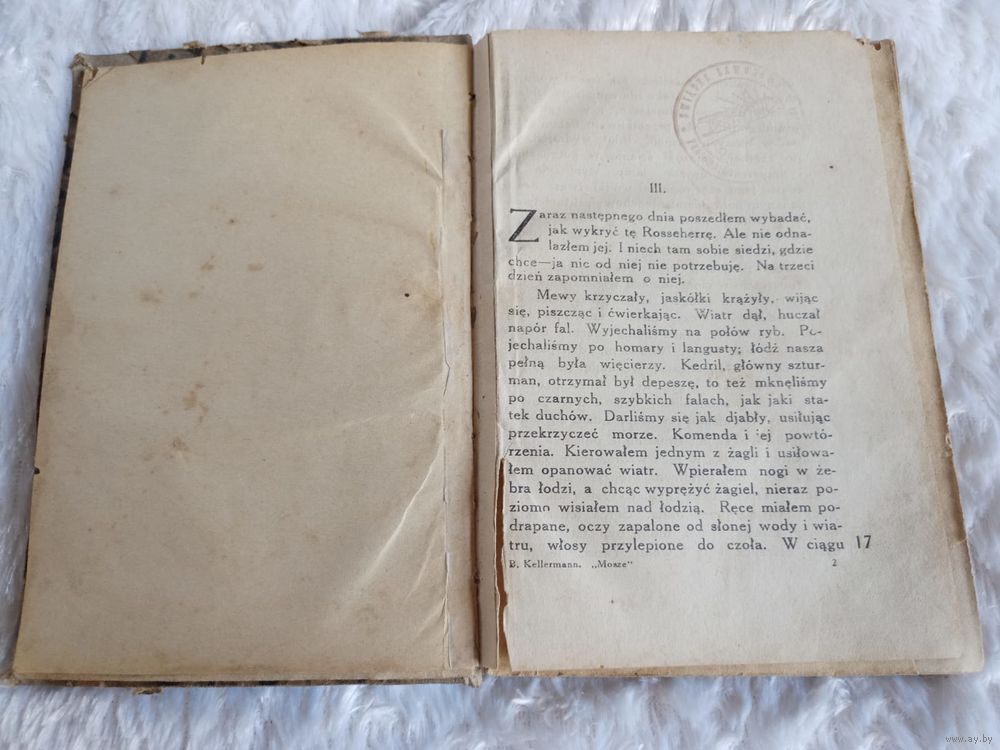 III.
Zaraz następnego dnia poszedłem wybadać,
jak wykryć tę Rosseherrę. Ale nie odna-
lazłem jej. I niech tam sobie siedzi, gdzie
chce—ja nic od niej nie potrzebuję. Na trzeci
dzień zapomniałem o niej.
Mewy krzyczały, jaskółki krążyły, wijąc
się, piszcząc i ćwierkając. Wiatr dął, huczał
napór fal. Wyjechaliśmy na połów ryb. Po-
jechaliśmy po homary i langusty; łódź nasza
pełną była więcierzy. Kedril, główny sztur-
man, otrzymał był depeszę, to też mknęliśmy
po czarnych, szybkich falach, jak jaki sta-
tek duchów. Darliśmy się jak djabły, usiłując
przekrzyczeć morze. Komenda i jej powtó-
rzenia. Kierowałem jednym z żagli i usiłowa-
łem opanować wiatr. Wpierałem nogi w że-
bra łodzi, a chcąc wyprężyć żagiel, nieraz po-
ziomo wisiałem nad łodzią. Ręce miałem po-
drapane, oczy zapalone od słonej wody i wia-
tru, włosy przylepione do czoła. W ciągu 17
B. Kellermann. „Morze“ 2
www.ay.by